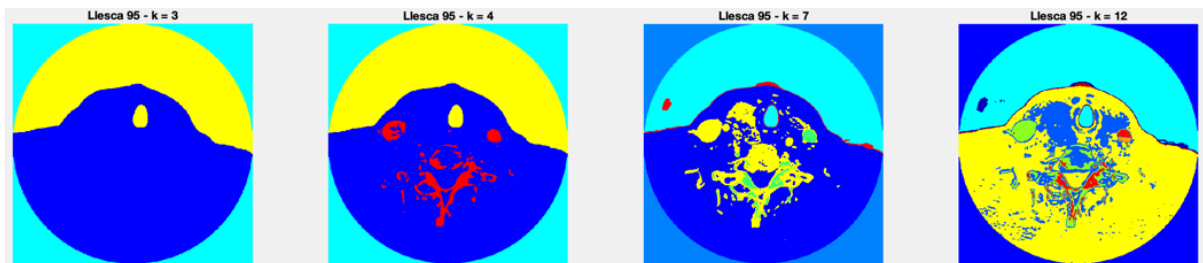 Llesca 95 - k = 3
Llesca 95 - k = 4
Llesca 95 - k = 7
Llesca 95 - k = 12